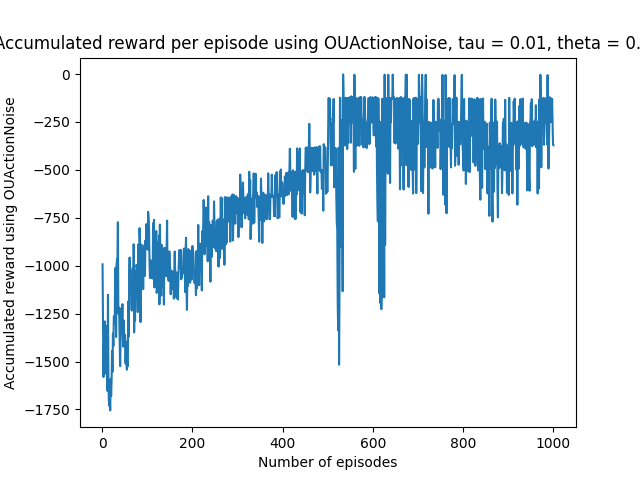 Accumulated reward per episode using OUActionNoise, tau = 0.01, theta = 0.
Accumulated reward using OUActionNoise
0
−250
−500
−750
−1000
−1250
−1500
−1750
0 200 400 600 800 1000
Number of episodes